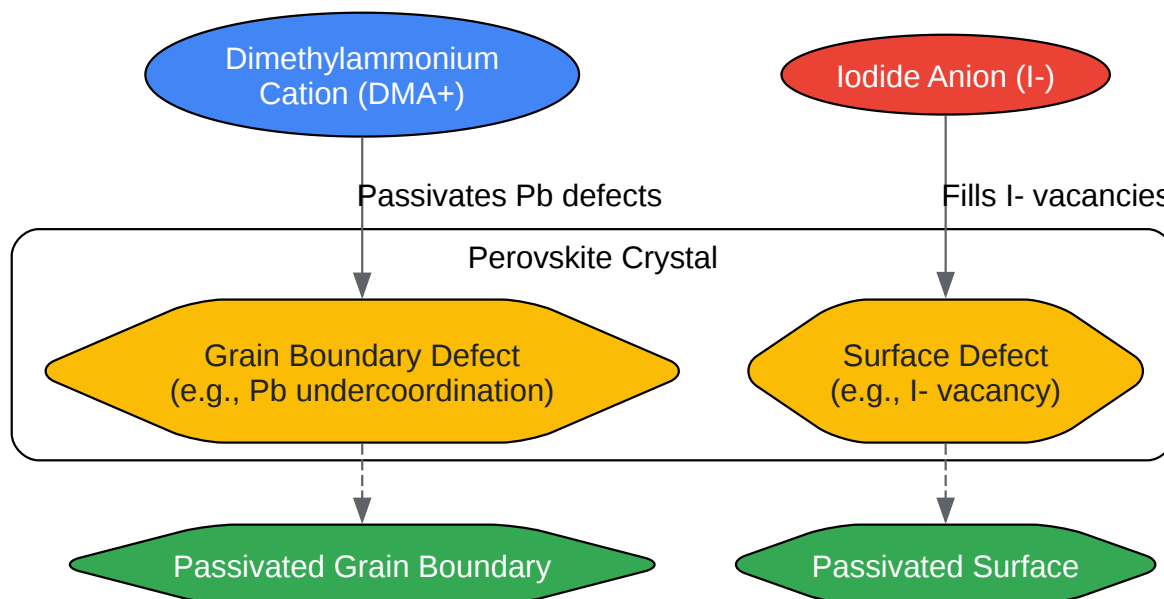 Dimethylammonium
Cation (DMA+)
Iodide Anion (I-)
Passivates Pb defects
Fills I- vacancies
Perovskite Crystal
Grain Boundary Defect
(e.g., Pb undercoordination)
Surface Defect
(e.g., I- vacancy)
Passivated Grain Boundary
Passivated Surface